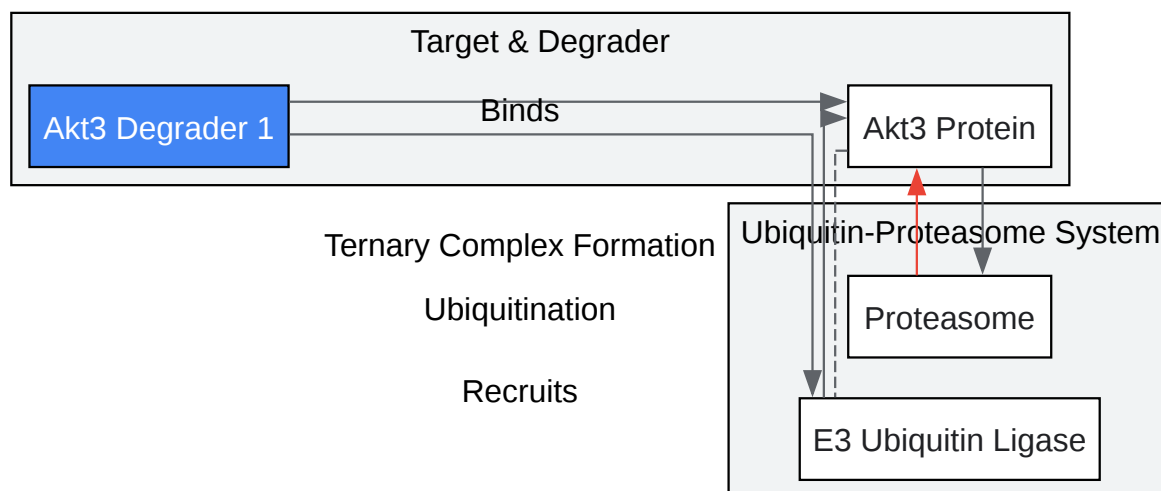 Target & Degrader
Akt3 Degrader 1
Binds
Akt3 Protein
Ternary Complex Formation
Ubiquitin-Proteasome System
Ubiquitination
Proteasome
Recruits
E3 Ubiquitin Ligase